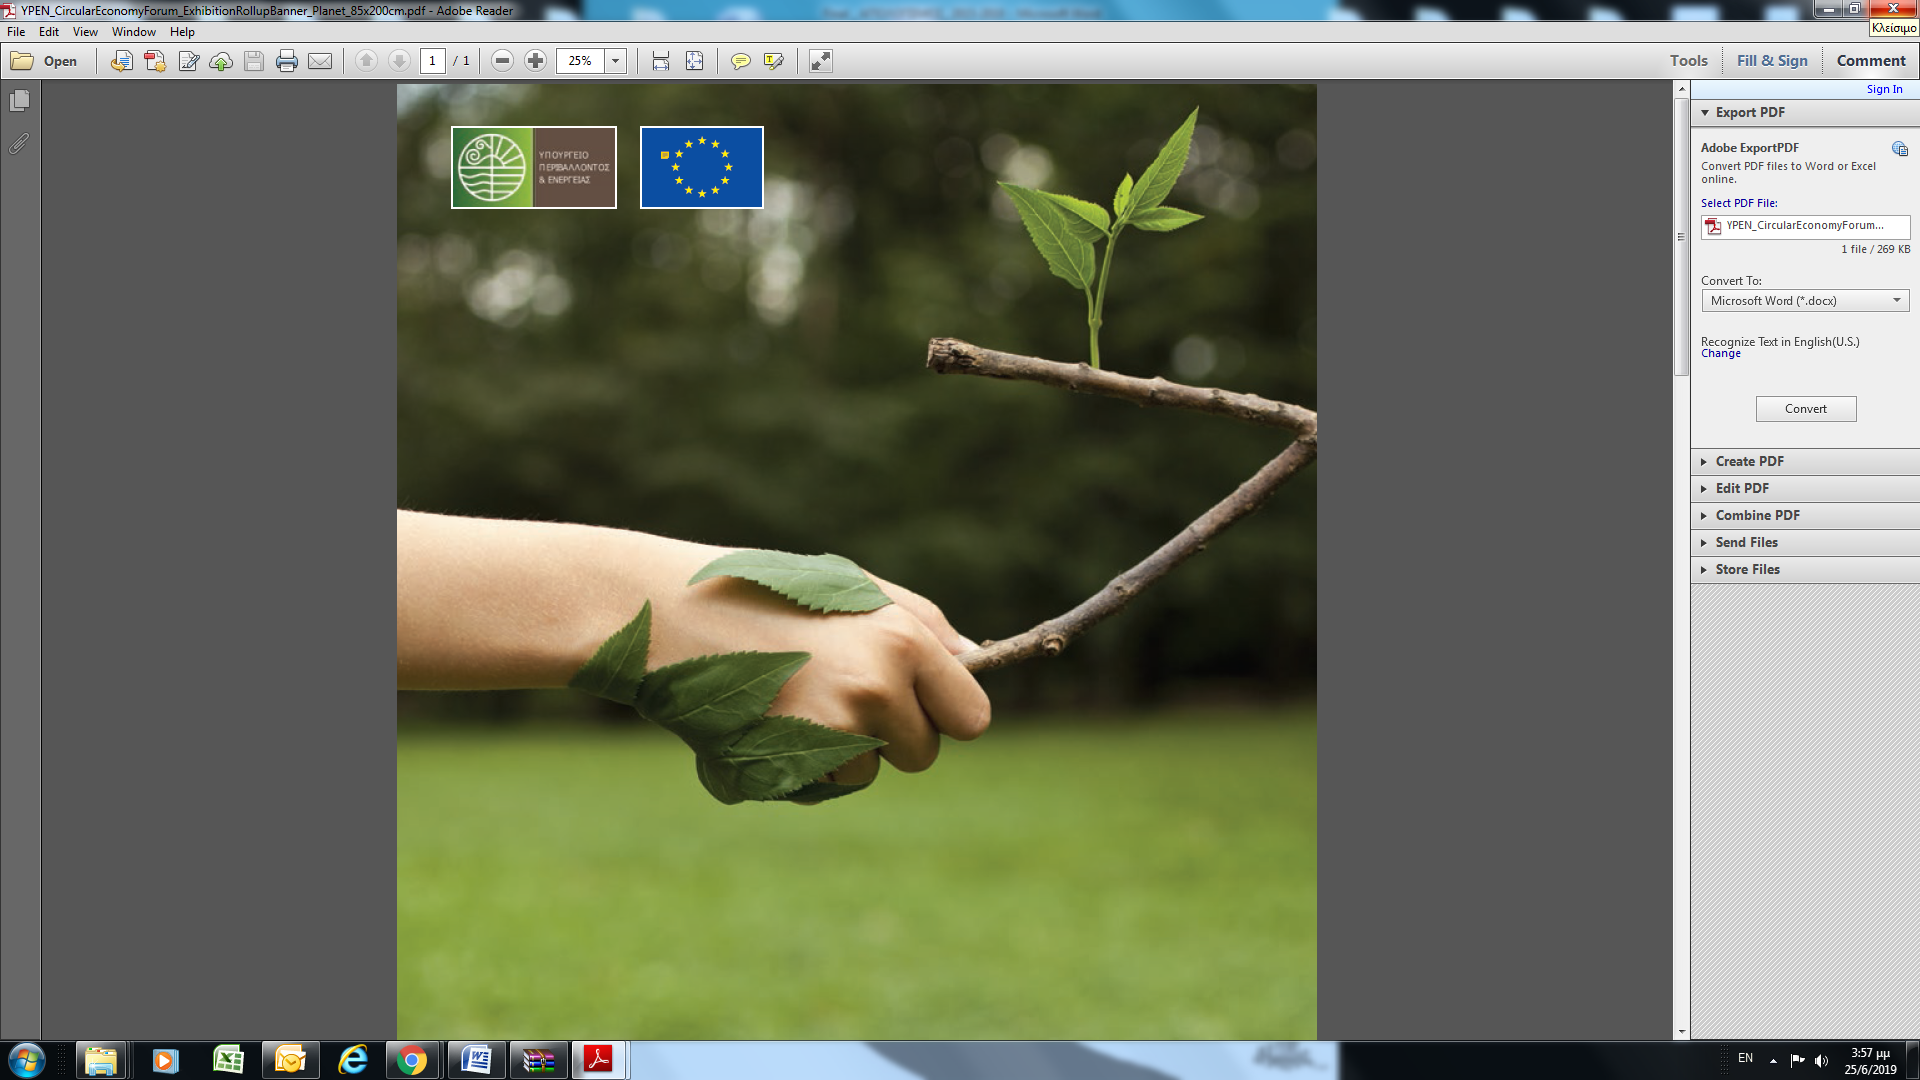 YPEN_CircularEconomyForum_ExhibitionRollupBanner_Planet_85x200cm.pdf - Adobe Reader
Κλείσιμο
File Edit View Window Help
Open
1 / 1
25%
Tools
Fill & Sign
Comment
Sign In
Export PDF
Adobe ExportPDF
Convert PDF files to Word or Excel
online.
Select PDF File:
YPEN_CircularEconomyForum...
1 file / 269 KB
Convert To:
Microsoft Word (*.docx)
Recognize Text in English(U.S.)
Change
Convert
Create PDF
Edit PDF
Combine PDF
Send Files
Store Files
ΥΠΟΥΡΓΕΙΟ
ΠΕΡΙΒΑΛΛΟΝΤΟΣ
& ΕΝΕΡΓΕΙΑΣ
EN
3:57 μμ
25/6/2019